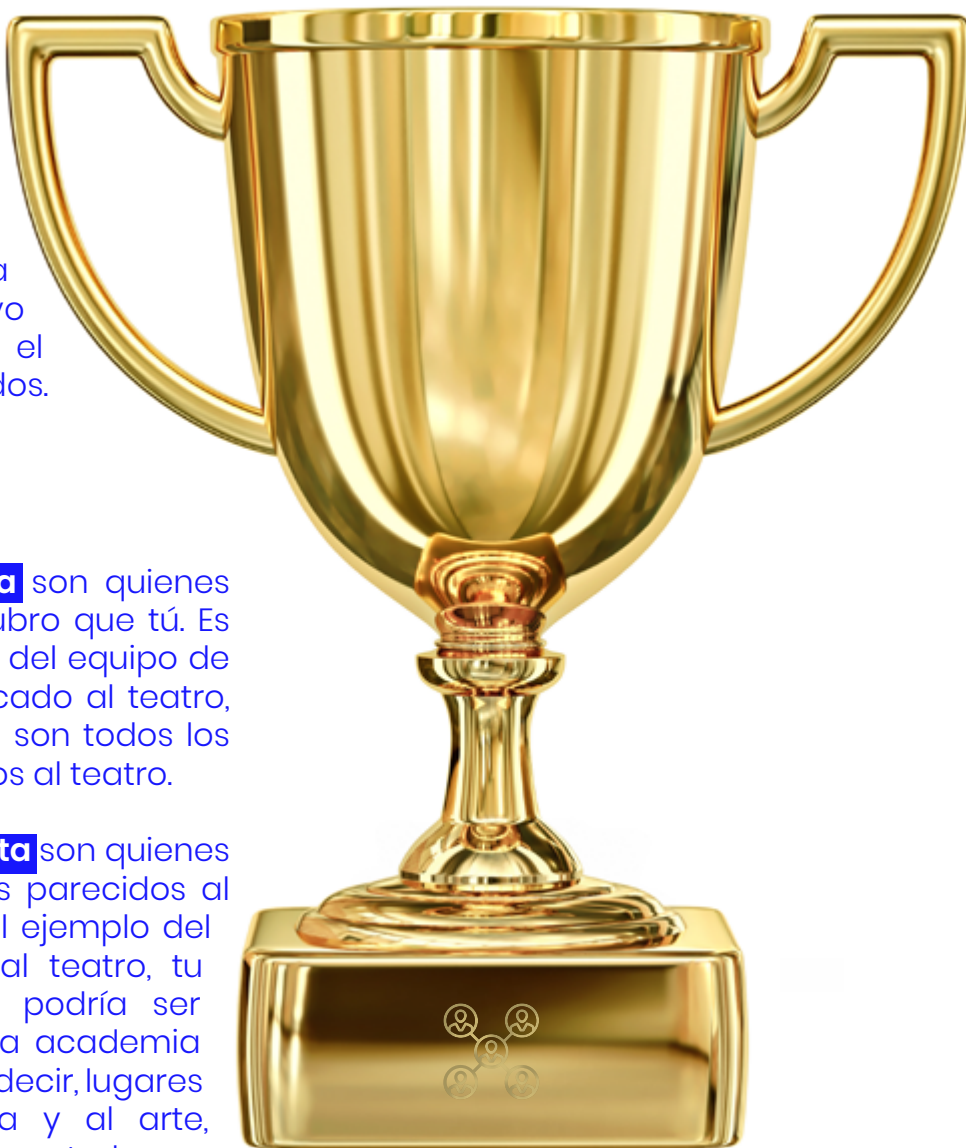 a
vo
el
dos.
a son quienes
ubro que tú. Es
del equipo de
cado al teatro,
son todos los
os al teatro.
ta son quienes
s parecidos al
l ejemplo del
al teatro, tu
podría ser
a academia
decir, lugares
a y al arte,